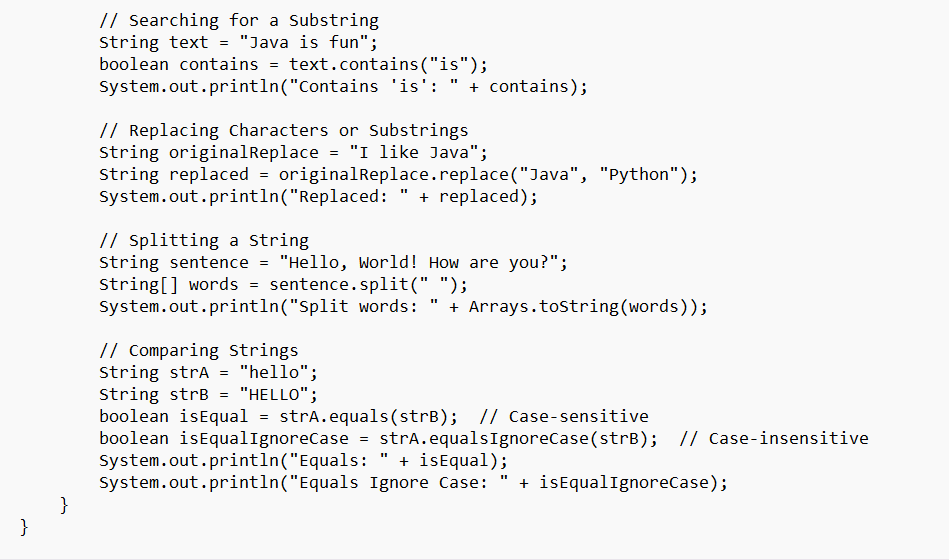 // Searching for a Substring
String text = "Java is fun";
boolean contains = text.contains("is");
System.out.println("Contains 'is': " + contains);
// Replacing Characters or Substrings
String originalReplace = "I like Java";
String replaced = originalReplace.replace("Java", "Python");
System.out.println("Replaced: " + replaced);
// Splitting a String
String sentence = "Hello, World! How are you?";
String[] words = sentence.split(" ");
System.out.println("Split words: " + Arrays.toString(words));
// Comparing Strings
String strA = "hello";
String strB = "HELLO";
boolean isEqual = strA.equals(strB);  // Case-sensitive
boolean isEqualIgnoreCase = strA.equalsIgnoreCase(strB);  // Case-insensitive
System.out.println("Equals: " + isEqual);
System.out.println("Equals Ignore Case: " + isEqualIgnoreCase);
}
}